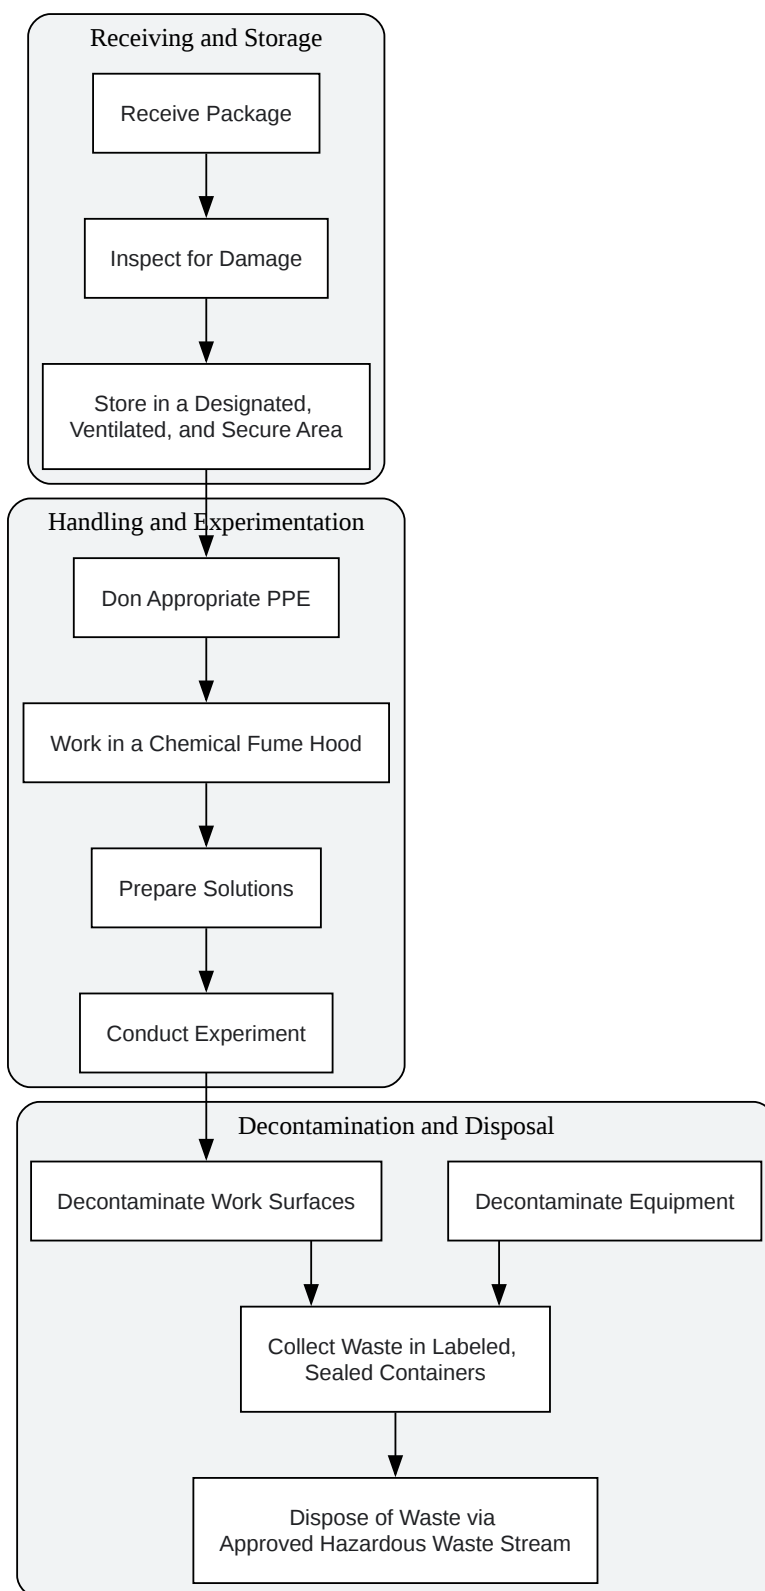 Receiving and Storage
Receive Package
Inspect for Damage
Store in a Designated,
Ventilated, and Secure Area
Handling and Experimentation
Don Appropriate PPE
Work in a Chemical Fume Hood
Prepare Solutions
Conduct Experiment
Decontamination and Disposal
Decontaminate Work Surfaces
Decontaminate Equipment
Collect Waste in Labeled,
Sealed Containers
Dispose of Waste via
Approved Hazardous Waste Stream